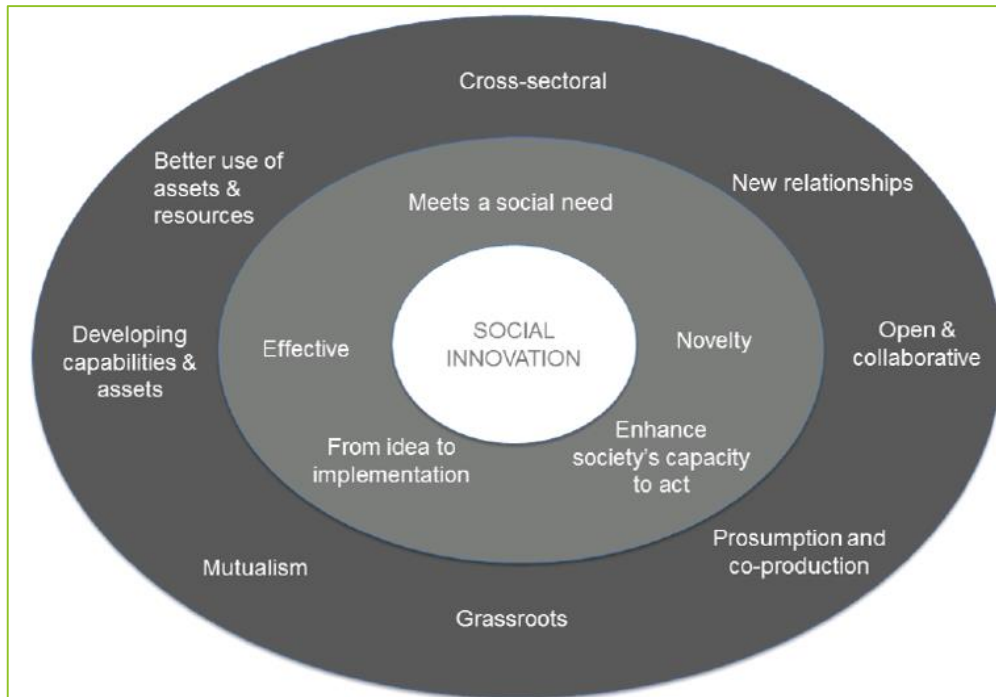 Cross-sectoral
Better use of
assets &
resources
New relationships
Meets a social need
Developing
capabilities &
assets
Effective
SOCIAL
INNOVATION
Novelty
Open &
collaborative
From idea to
implementation
Enhance
society's capacity
to act
Mutualism
Prosumption and
co-production
Grassroots